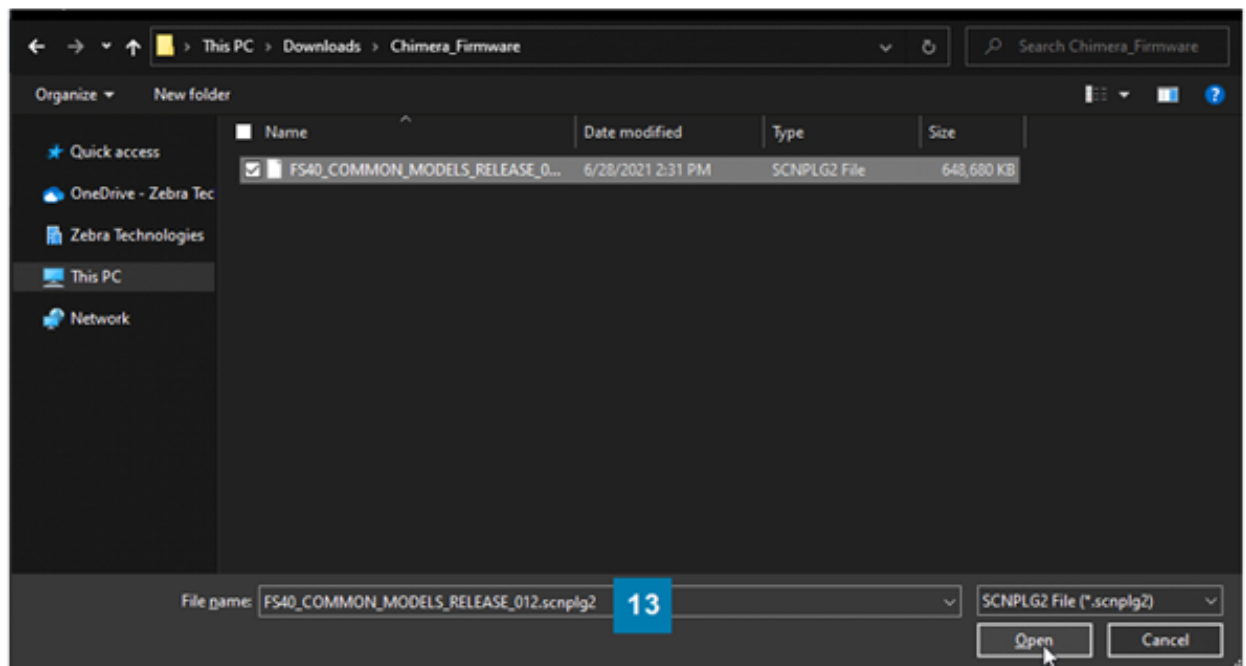 This PC > Downloads > Chimera_Firmware
Search Chimera_Firmware
Organize
New folder
Name
Date modified
Type
Size
FS40_COMMON_MODELS_RELEASE_0... 6/28/2021 2:31 PM SCNPLG2 File 648,680 KB
Quick access
OneDrive - Zebra Tec
Zebra Technologies
This PC
Network
File name: FS40_COMMON_MODELS_RELEASE_012.scnplg2
13
SCNPLG2 File (*.scnplg2)
Open
Cancel